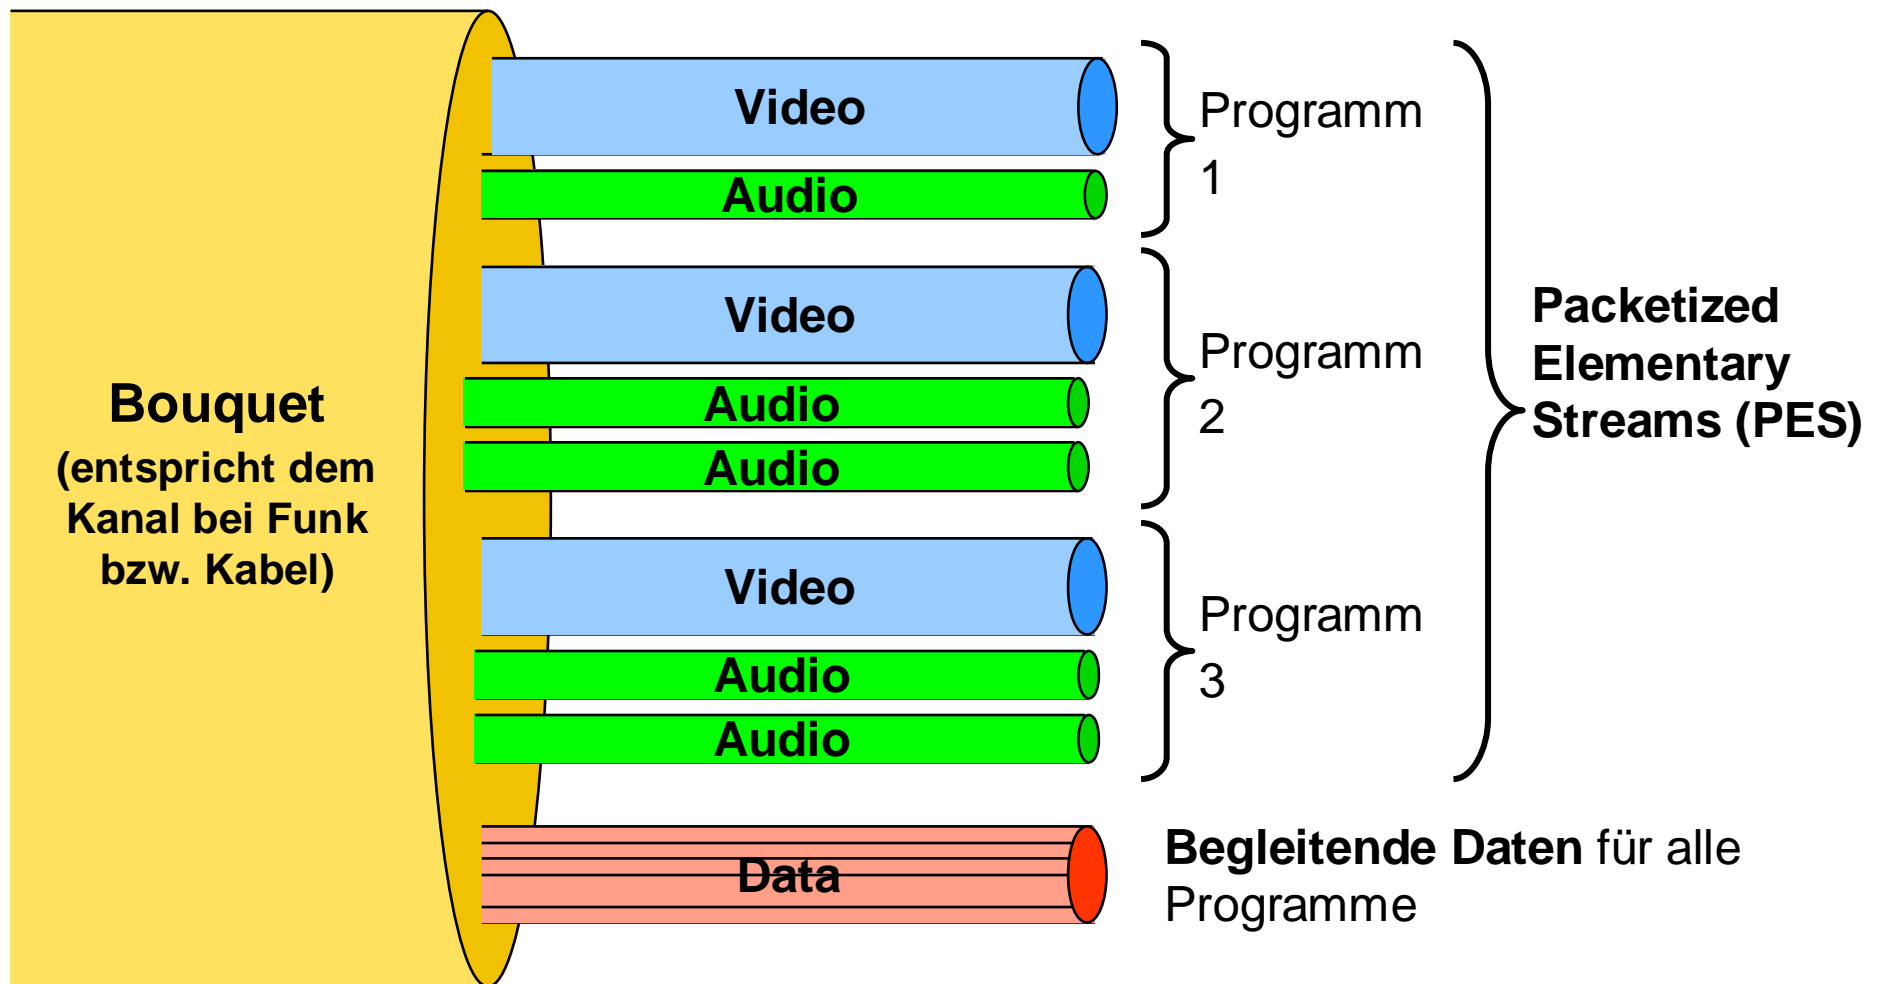 Bouquet
(entspricht dem
Kanal bei Funk
bzw. Kabel)
Video
Audio
Programm
1
Video
Audio
Audio
Programm
2
Video
Audio
Audio
Programm
3
Packetized
Elementary
Streams (PES)
Data
Begleitende Daten für alle
Programme